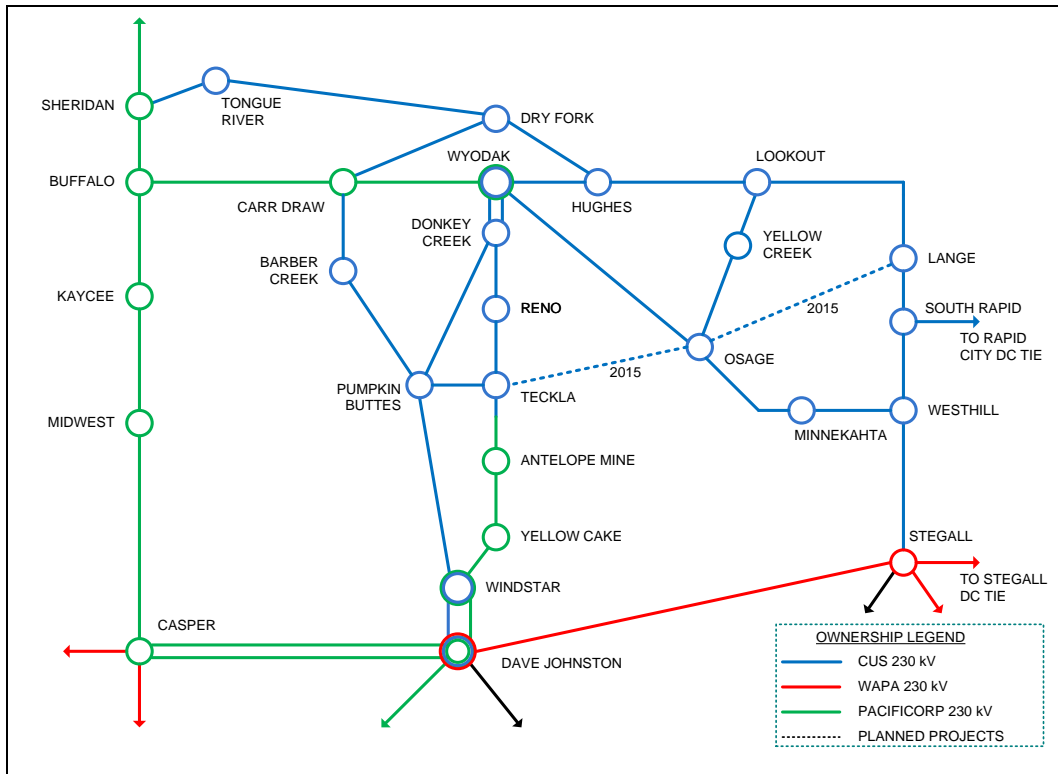 SHERIDAN
TONGUE
RIVER
DRY FORK
WYODAK
LOOKOUT
BUFFALO
CARR DRAW
HUGHES
DONKEY
CREEK
YELLOW
CREEK
BARBER
CREEK
LANGE
KAYCEE
RENO
2015
SOUTH RAPID
TO RAPID
CITY DC TIE
OSAGE
2015
PUMPKIN
BUTTES
TECKLA
WESTHILL
MIDWEST
MINNEKAHTA
ANTELOPE MINE
YELLOW CAKE
STEGALL
TO STEGALL
DC TIE
WINDSTAR
CASPER
DAVE JOHNSTON
OWNERSHIP LEGEND
CUS 230 kV
WAPA 230 kV
PACIFICORP 230 kV
PLANNED PROJECTS